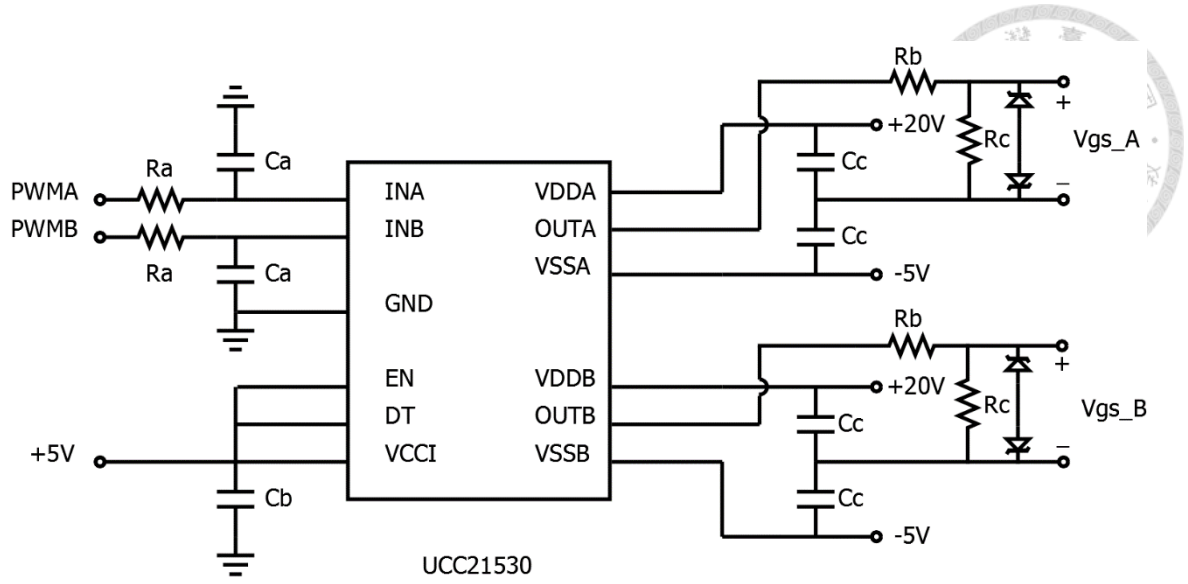 Rb
+20V
Rc
+
Vgs_A
–
Cc
Cc
-5V
Ra
Ca
PWMA
PWMB
Ra
Ca
INA
INB
GND
EN
DT
VCCI
VDDA
OUTA
VSSA
VDDB
OUTB
VSSB
+5V
Cb
Rb
+20V
Rc
+
Vgs_B
–
Cc
Cc
-5V
UCC21530